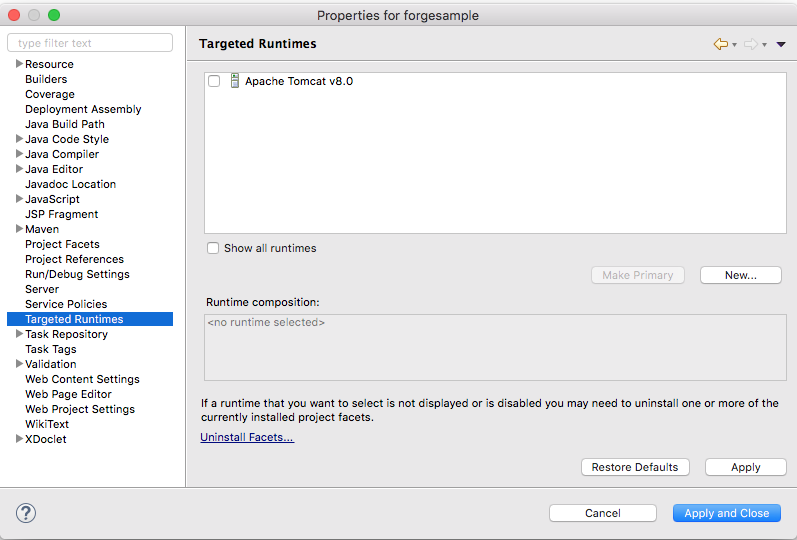 Properties for forgesample
type filter text
Targeted Runtimes
Resource
Builders
Coverage
Deployment Assembly
Java Build Path
Java Code Style
Java Compiler
Java Editor
Javadoc Location
JavaScript
JSP Fragment
Maven
Project Facets
Project References
Run/Debug Settings
Server
Service Policies
Targeted Runtimes
Task Repository
Task Tags
Validation
Web Content Settings
Web Page Editor
Web Project Settings
WikiText
XDoclet
Apache Tomcat v8.0
Show all runtimes
Make Primary
New...
Runtime composition:
<no runtime selected>
If a runtime that you want to select is not displayed or is disabled you may need to uninstall one or more of the
currently installed project facets.
Uninstall Facets...
Restore Defaults
Apply
?
Cancel
Apply and Close